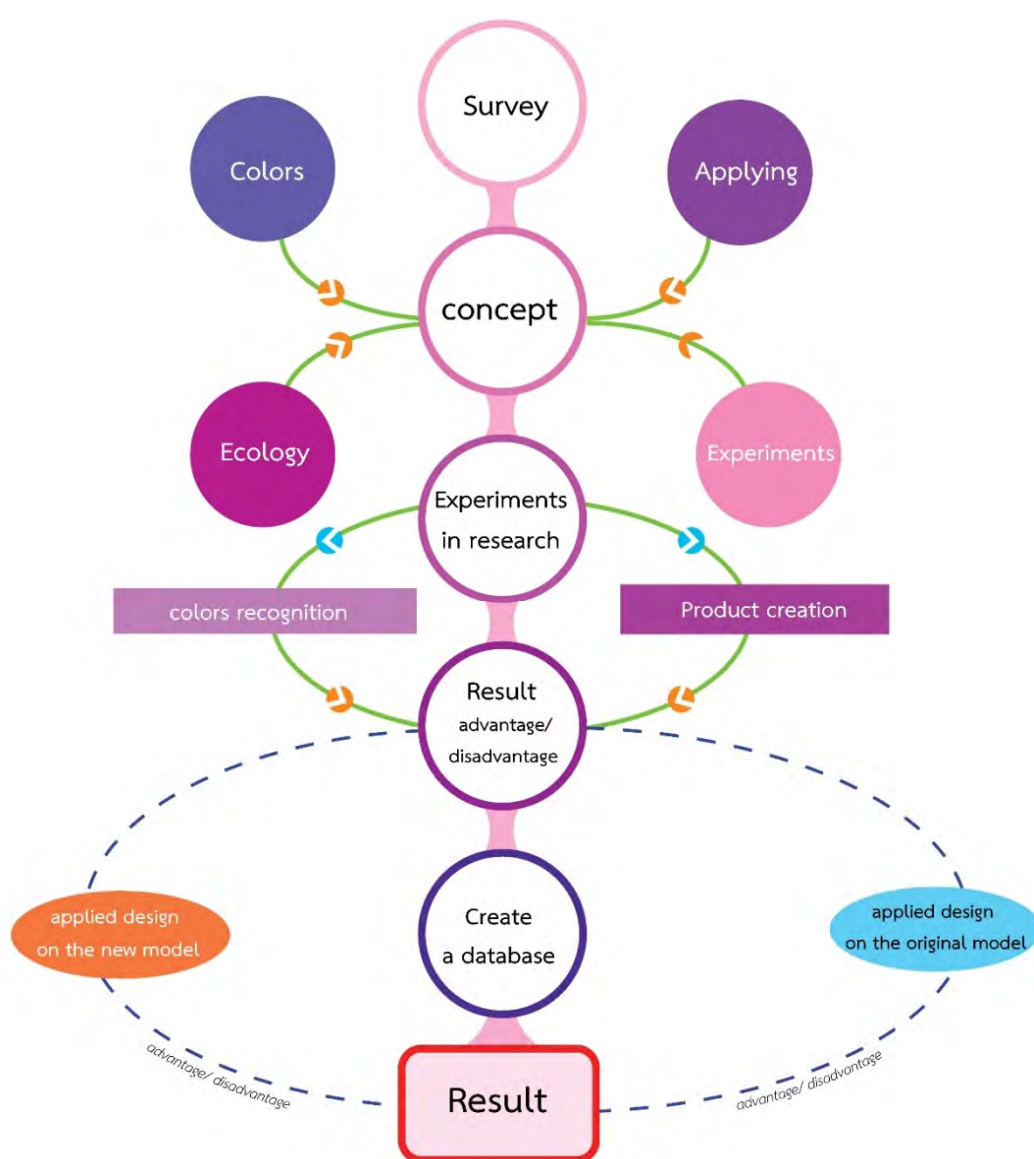 Survey
Colors
Applying
concept
Ecology
Experiments
Experiments
in research
colors recognition
Product creation
Result
advantage/
disadvantage
applied design
on the new model
Create
a database
applied design
on the original model
advantage/ disadvantage
advantage/ disadvantage
Result